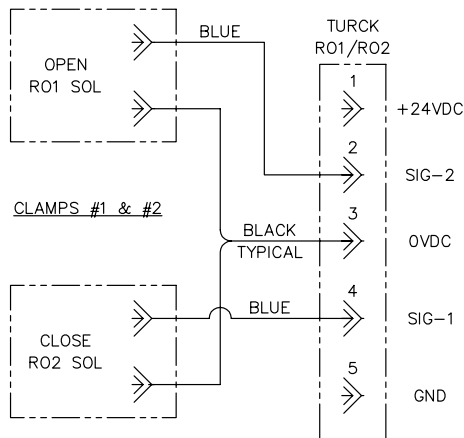 OPEN
RO1 SOL
BLUE
TURCK
RO1/RO2
1
+24VDC
2
SIG-2
CLAMPS #1 & #2
BLACK
TYPICAL
3
0VDC
CLOSE
RO2 SOL
BLUE
4
SIG-1
5
GND